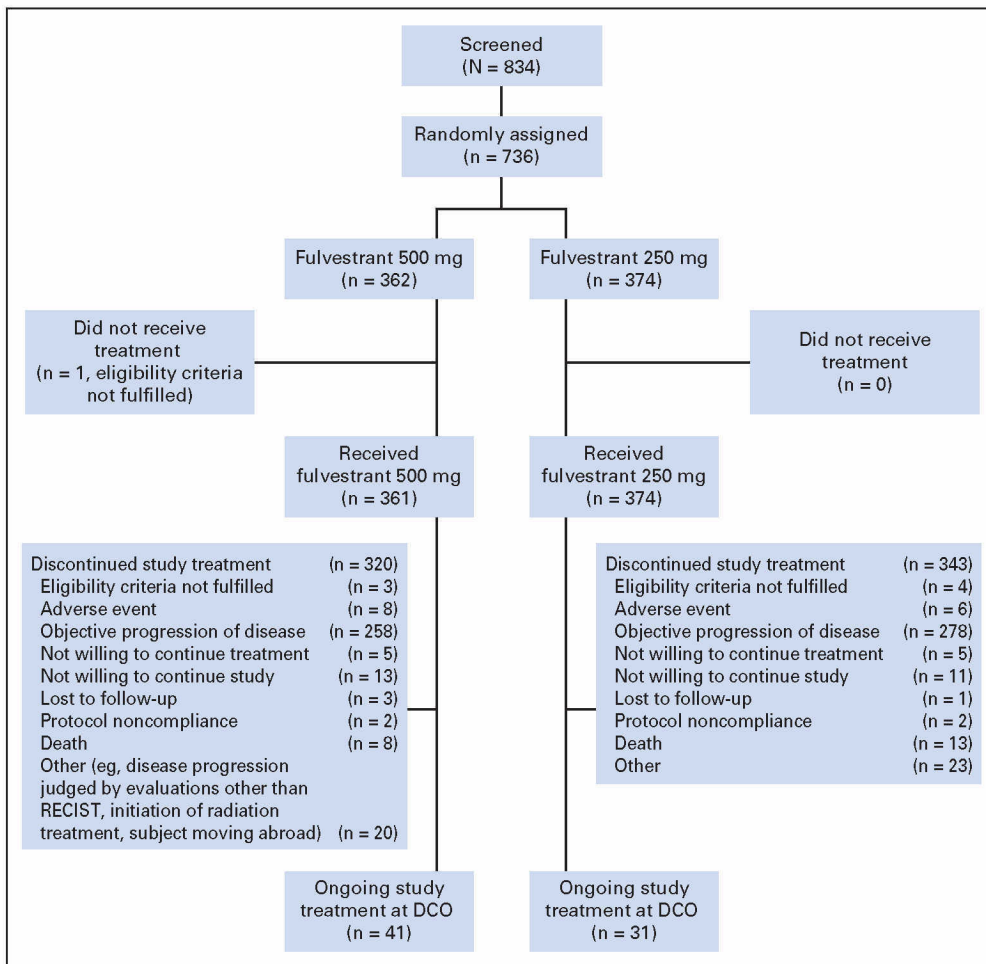 Screened
(N = 834)
Randomly assigned
(n = 736)
Fulvestrant 500 mg
(n = 362)
Fulvestrant 250 mg
(n = 374)
Did not receive
treatment
(n = 1, eligibility criteria
not fulfilled)
Did not receive
treatment
(n = 0)
Received
fulvestrant 500 mg
(n = 361)
Received
fulvestrant 250 mg
(n = 374)
Discontinued study treatment (n = 320)
Eligibility criteria not fulfilled (n = 3)
Adverse event (n = 8)
Objective progression of disease (n = 258)
Not willing to continue treatment (n = 5)
Not willing to continue study (n = 13)
Lost to follow-up (n = 3)
Protocol noncompliance (n = 2)
Death (n = 8)
Other (eg, disease progression
judged by evaluations other than
RECIST, initiation of radiation
treatment, subject moving abroad) (n = 20)
Discontinued study treatment (n = 343)
Eligibility criteria not fulfilled (n = 4)
Adverse event (n = 6)
Objective progression of disease (n = 278)
Not willing to continue treatment (n = 5)
Not willing to continue study (n = 11)
Lost to follow-up (n = 1)
Protocol noncompliance (n = 2)
Death (n = 13)
Other (n = 23)
Ongoing study
treatment at DCO
(n = 41)
Ongoing study
treatment at DCO
(n = 31)